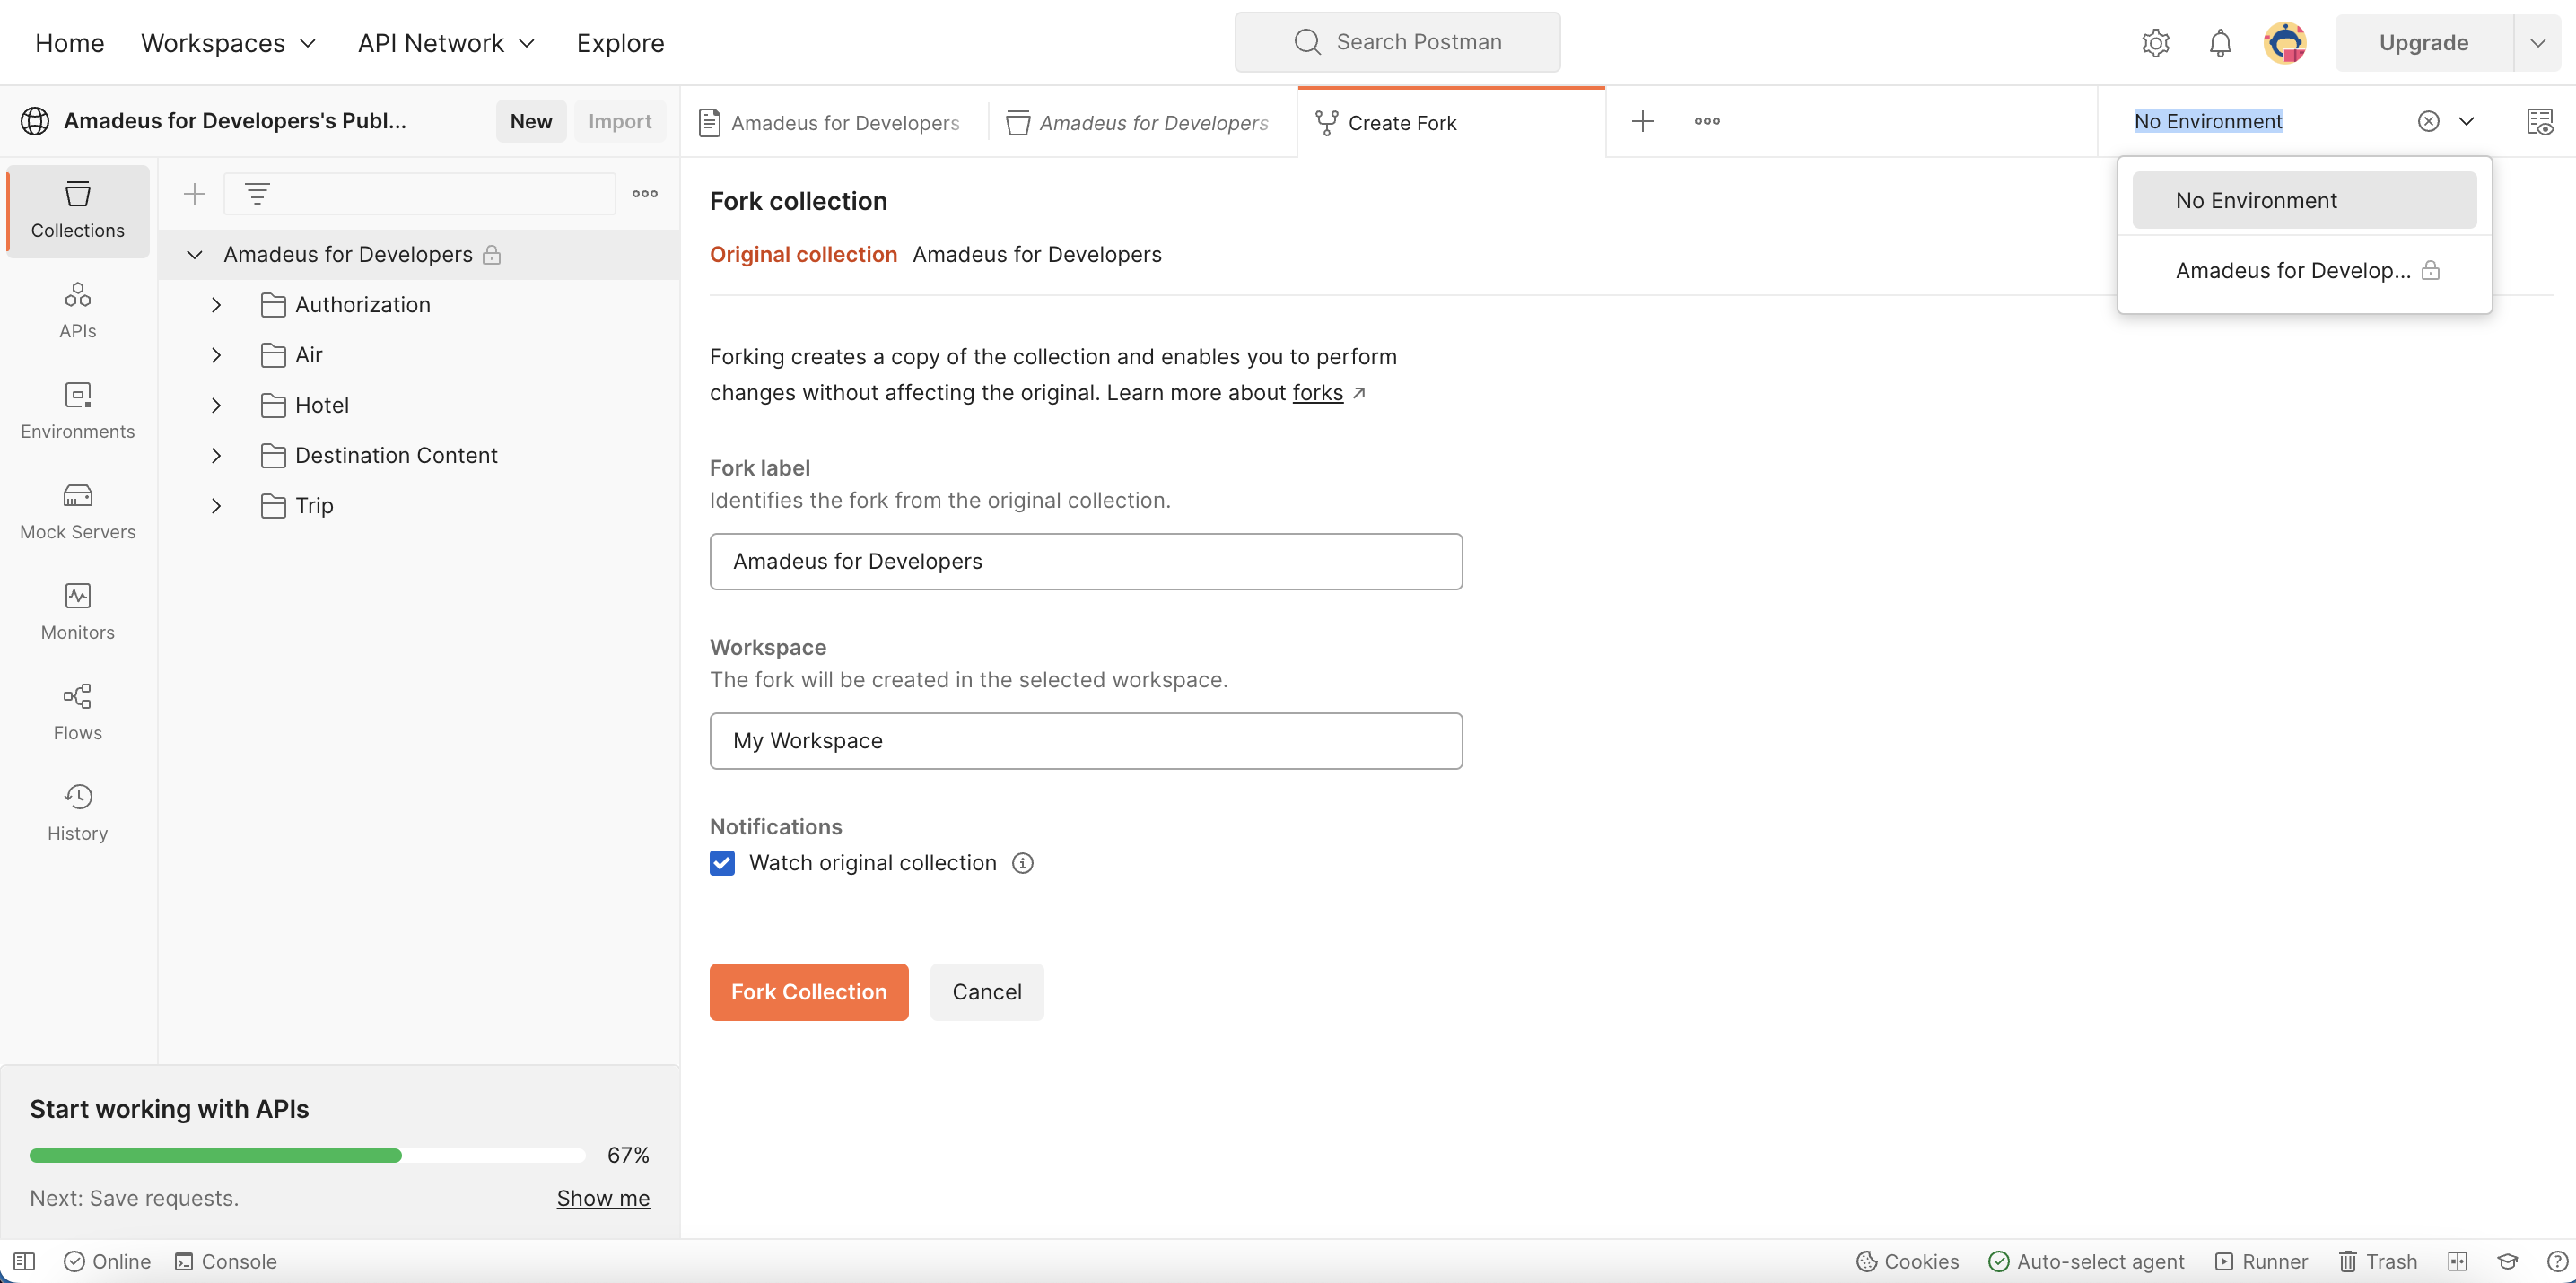 Home
Workspaces
API Network
Explore
Search Postman
Upgrade
Amadeus for Developers's Publ...
New
Import
Amadeus for Developers
Amadeus for Developers
Create Fork
No Environment
No Environment
Amadeus for Develop...
Collections
APIs
Environments
Mock Servers
Monitors
Flows
History
Amadeus for Developers
Authorization
Air
Hotel
Destination Content
Trip
Fork collection
Original collection Amadeus for Developers
Forking creates a copy of the collection and enables you to perform
changes without affecting the original. Learn more about forks
Fork label
Identifies the fork from the original collection.
Amadeus for Developers
Workspace
The fork will be created in the selected workspace.
My Workspace
Notifications
Watch original collection
Fork Collection
Cancel
Start working with APIs
67%
Next: Save requests.
Show me
Online
Console
Cookies
Auto-select agent
Runner
Trash